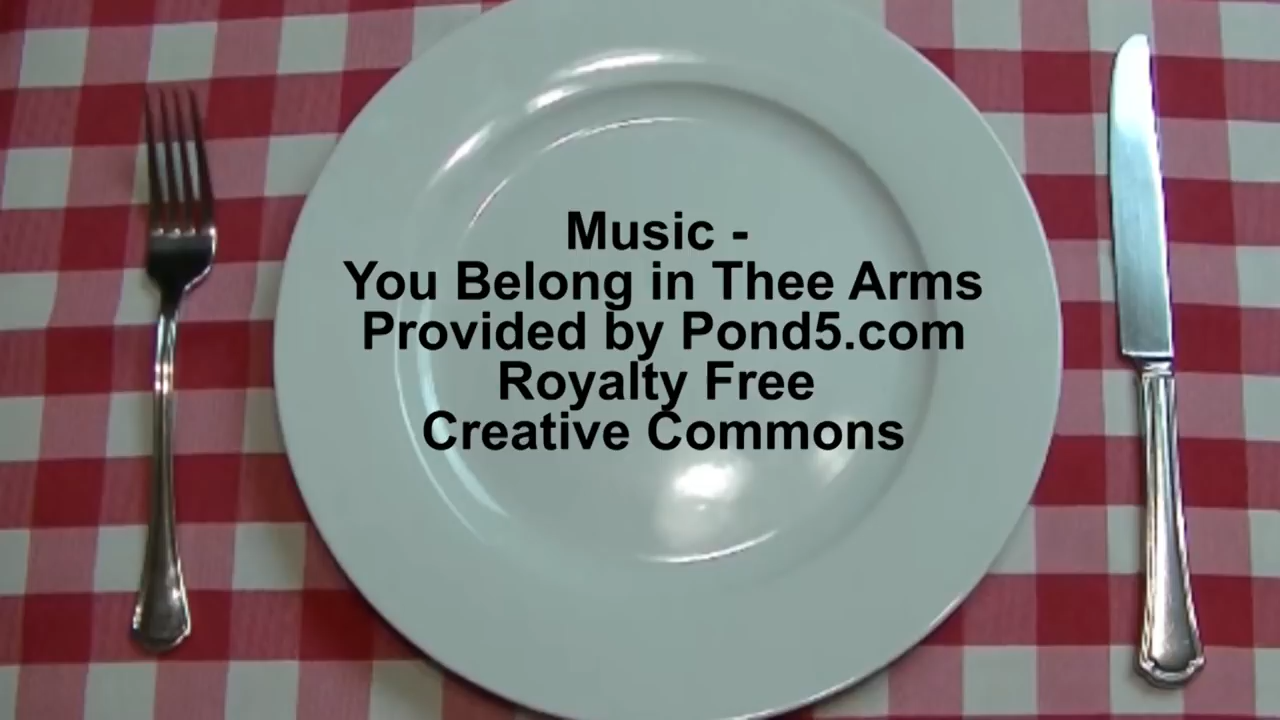 Music -
You Belong in Thee Arms
Provided by Pond5.com
Royalty Free
Creative Commons